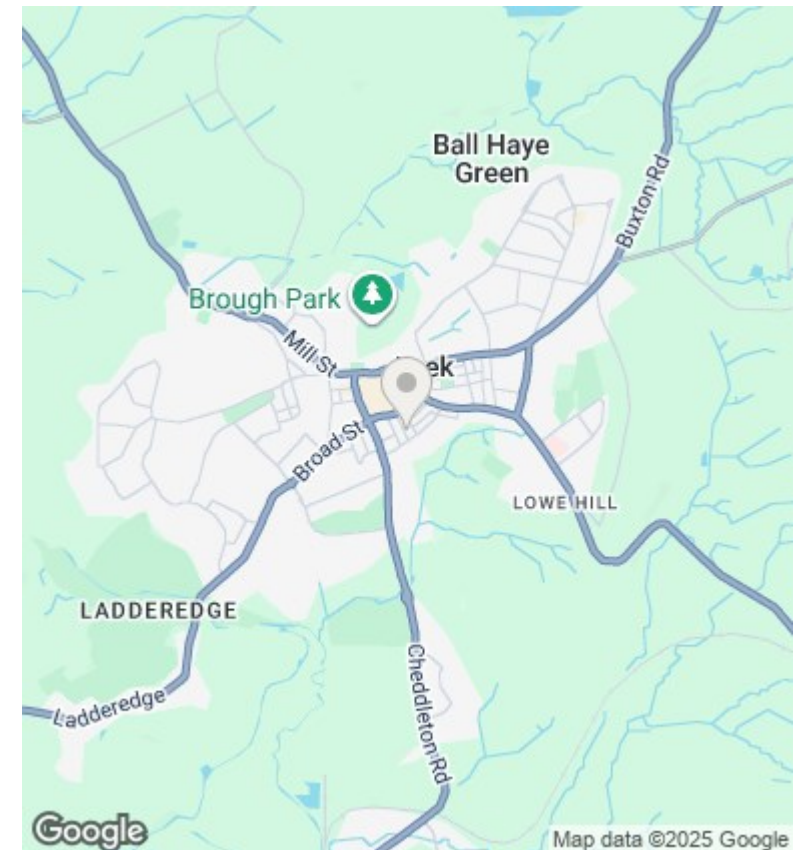 Ball Haye
Green
Buxton Rd
Brough Park
Mill St
Broad St
LOWE HILL
LADDEREDGE
Ladderedge
Cheddleton Rd
Google
Map data ©2025 Google